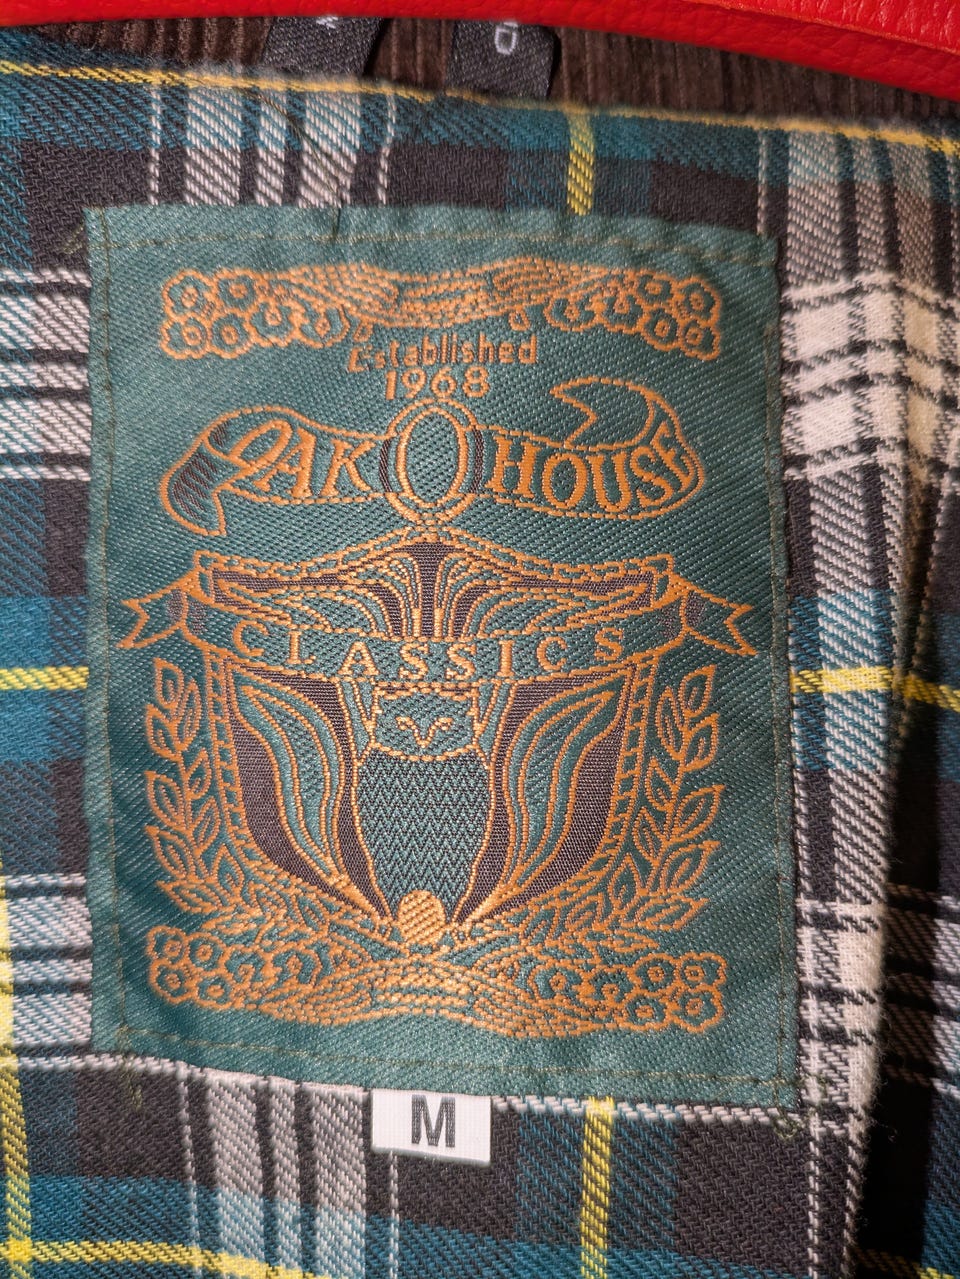 Established
1968
OAK HOUSE
CLASSICS
M